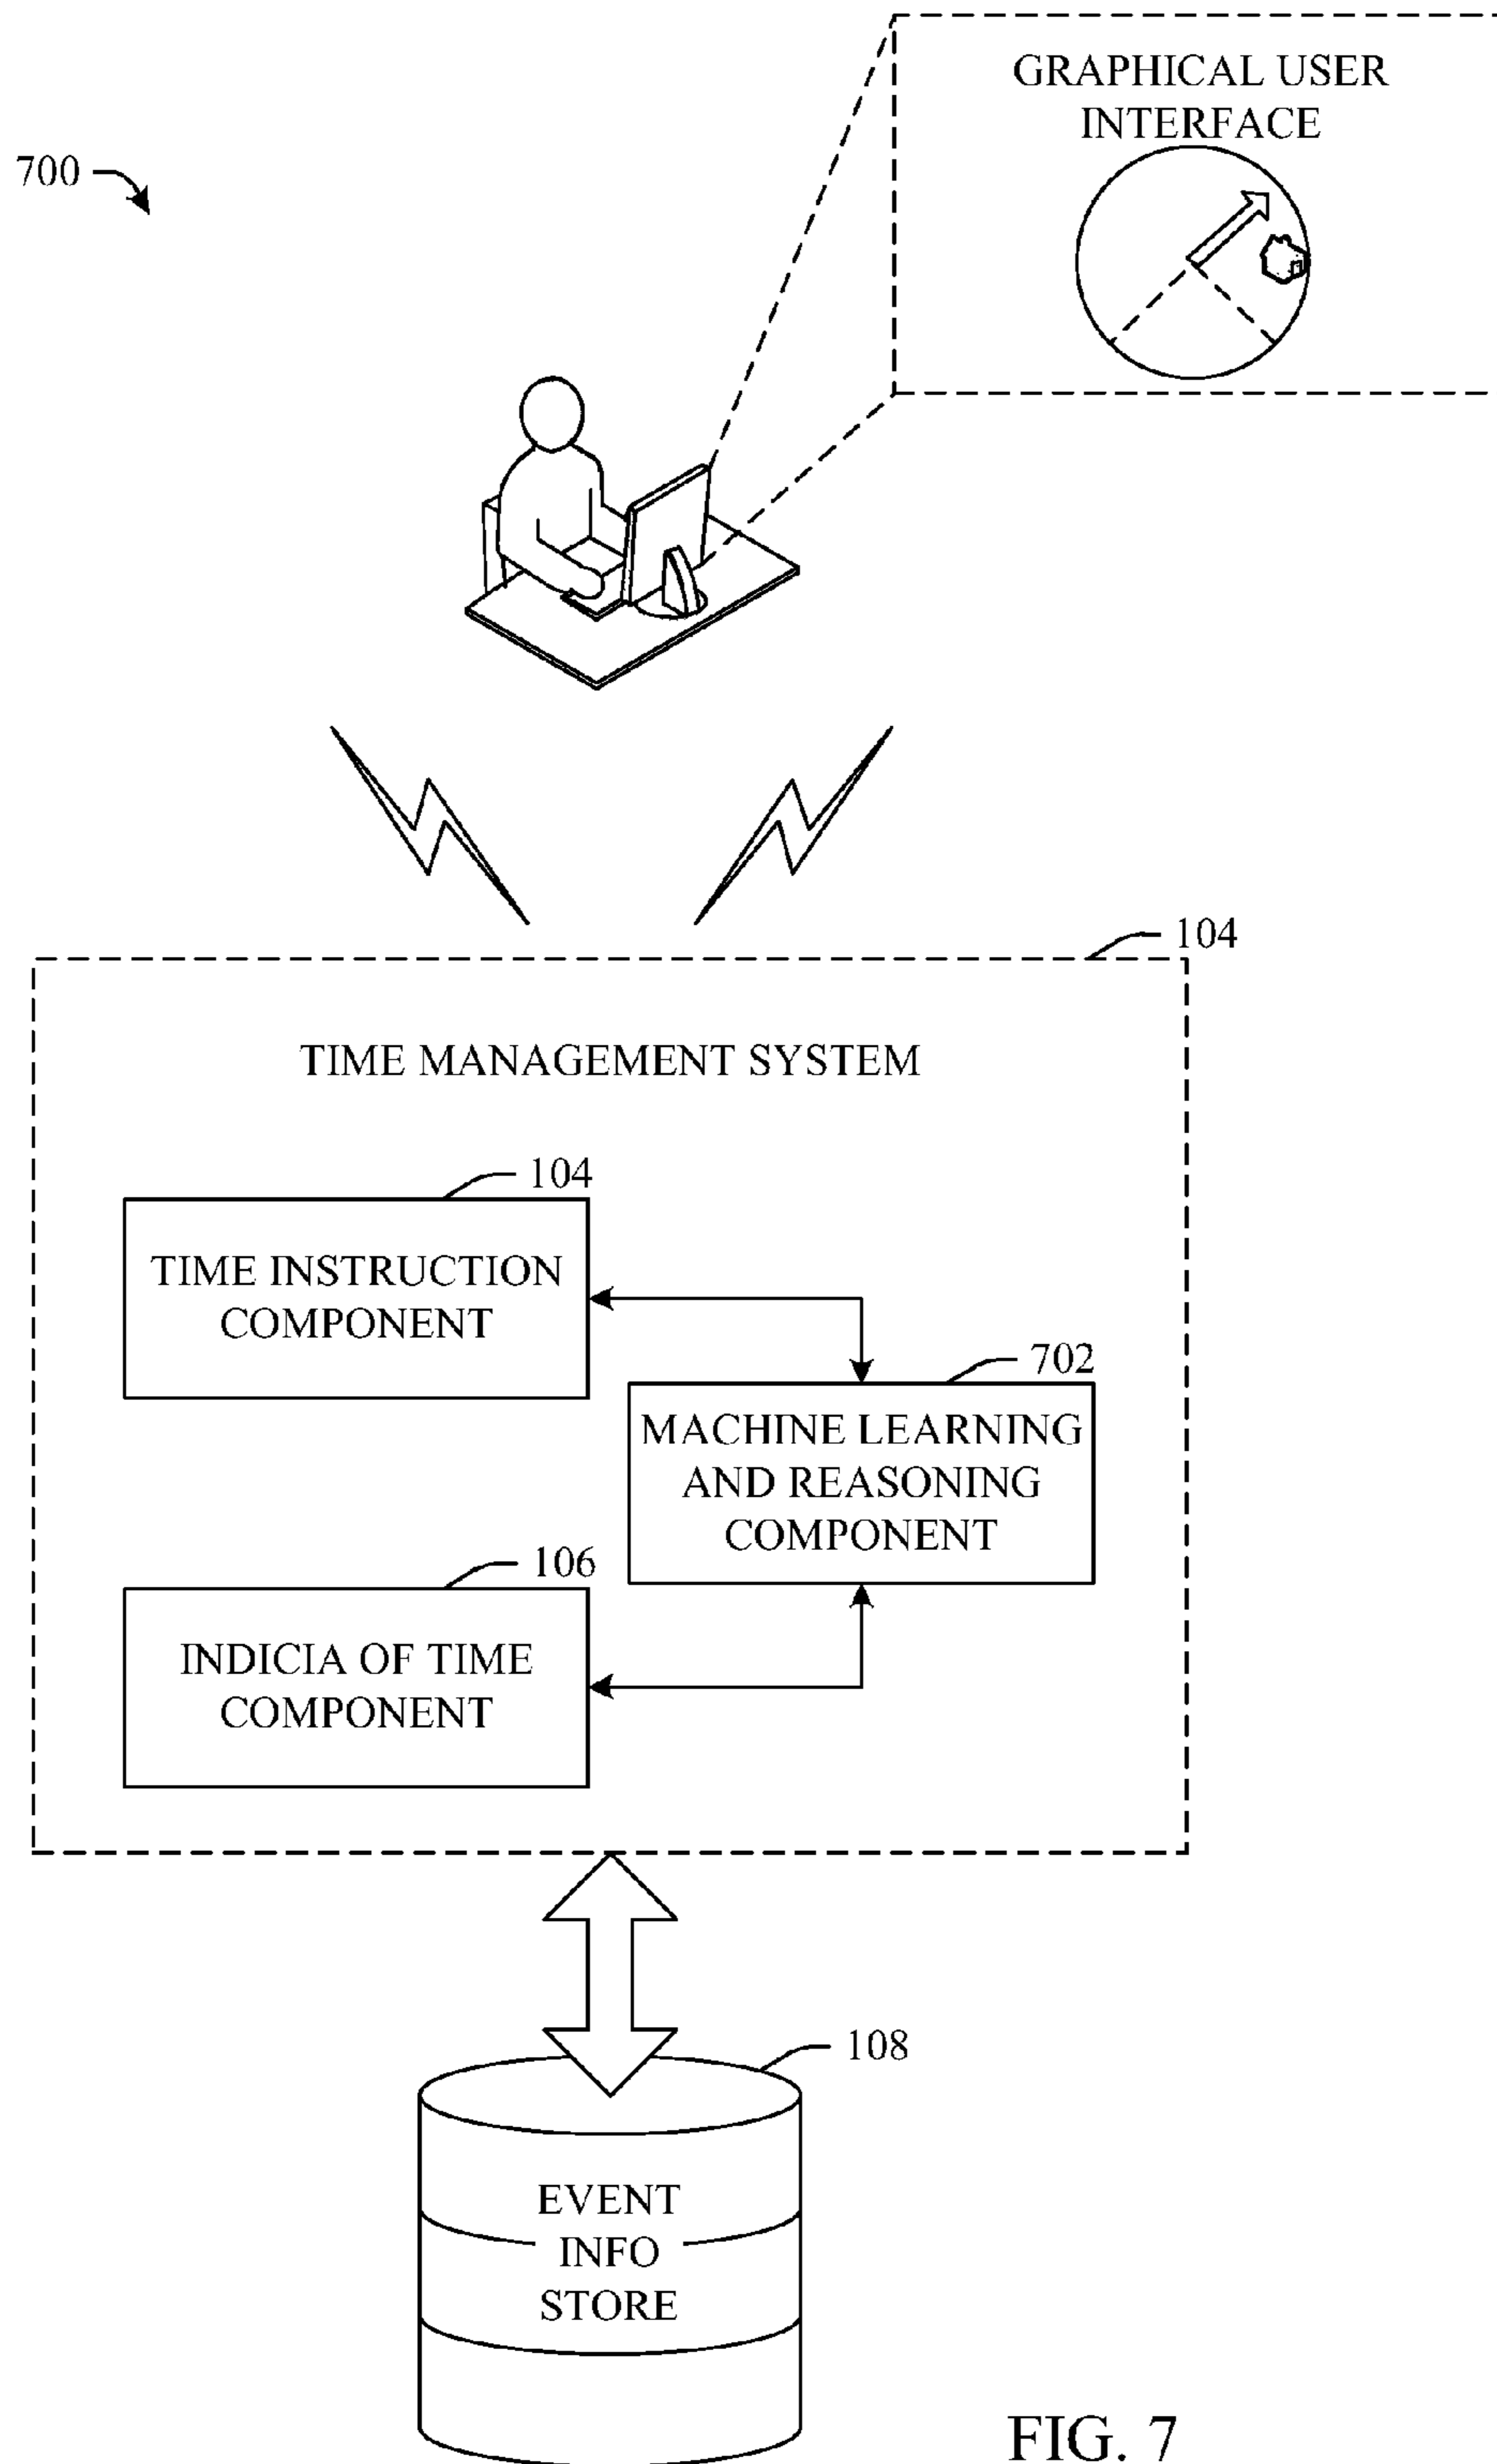 GRAPHICAL USER
INTERFACE
700
104
TIME MANAGEMENT SYSTEM
104
TIME INSTRUCTION
COMPONENT
702
MACHINE LEARNING
AND REASONING
COMPONENT
106
INDICIA OF TIME
COMPONENT
108
EVENT
INFO
STORE
FIG. 7